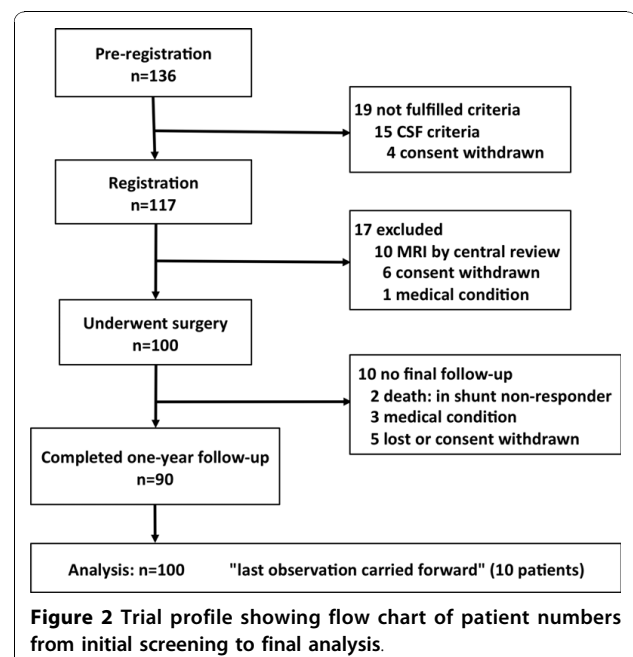 Pre-registration
n=136
19 not fulfilled criteria
15 CSF criteria
4 consent withdrawn
Registration
n=117
17 excluded
10 MRI by central review
6 consent withdrawn
1 medical condition
Underwent surgery
n=100
10 no final follow-up
2 death: in shunt non-responder
3 medical condition
5 lost or consent withdrawn
Completed one-year follow-up
n=90
Analysis: n=100 "last observation carried forward" (10 patients)
Figure 2 Trial profile showing flow chart of patient numbers
from initial screening to final analysis.